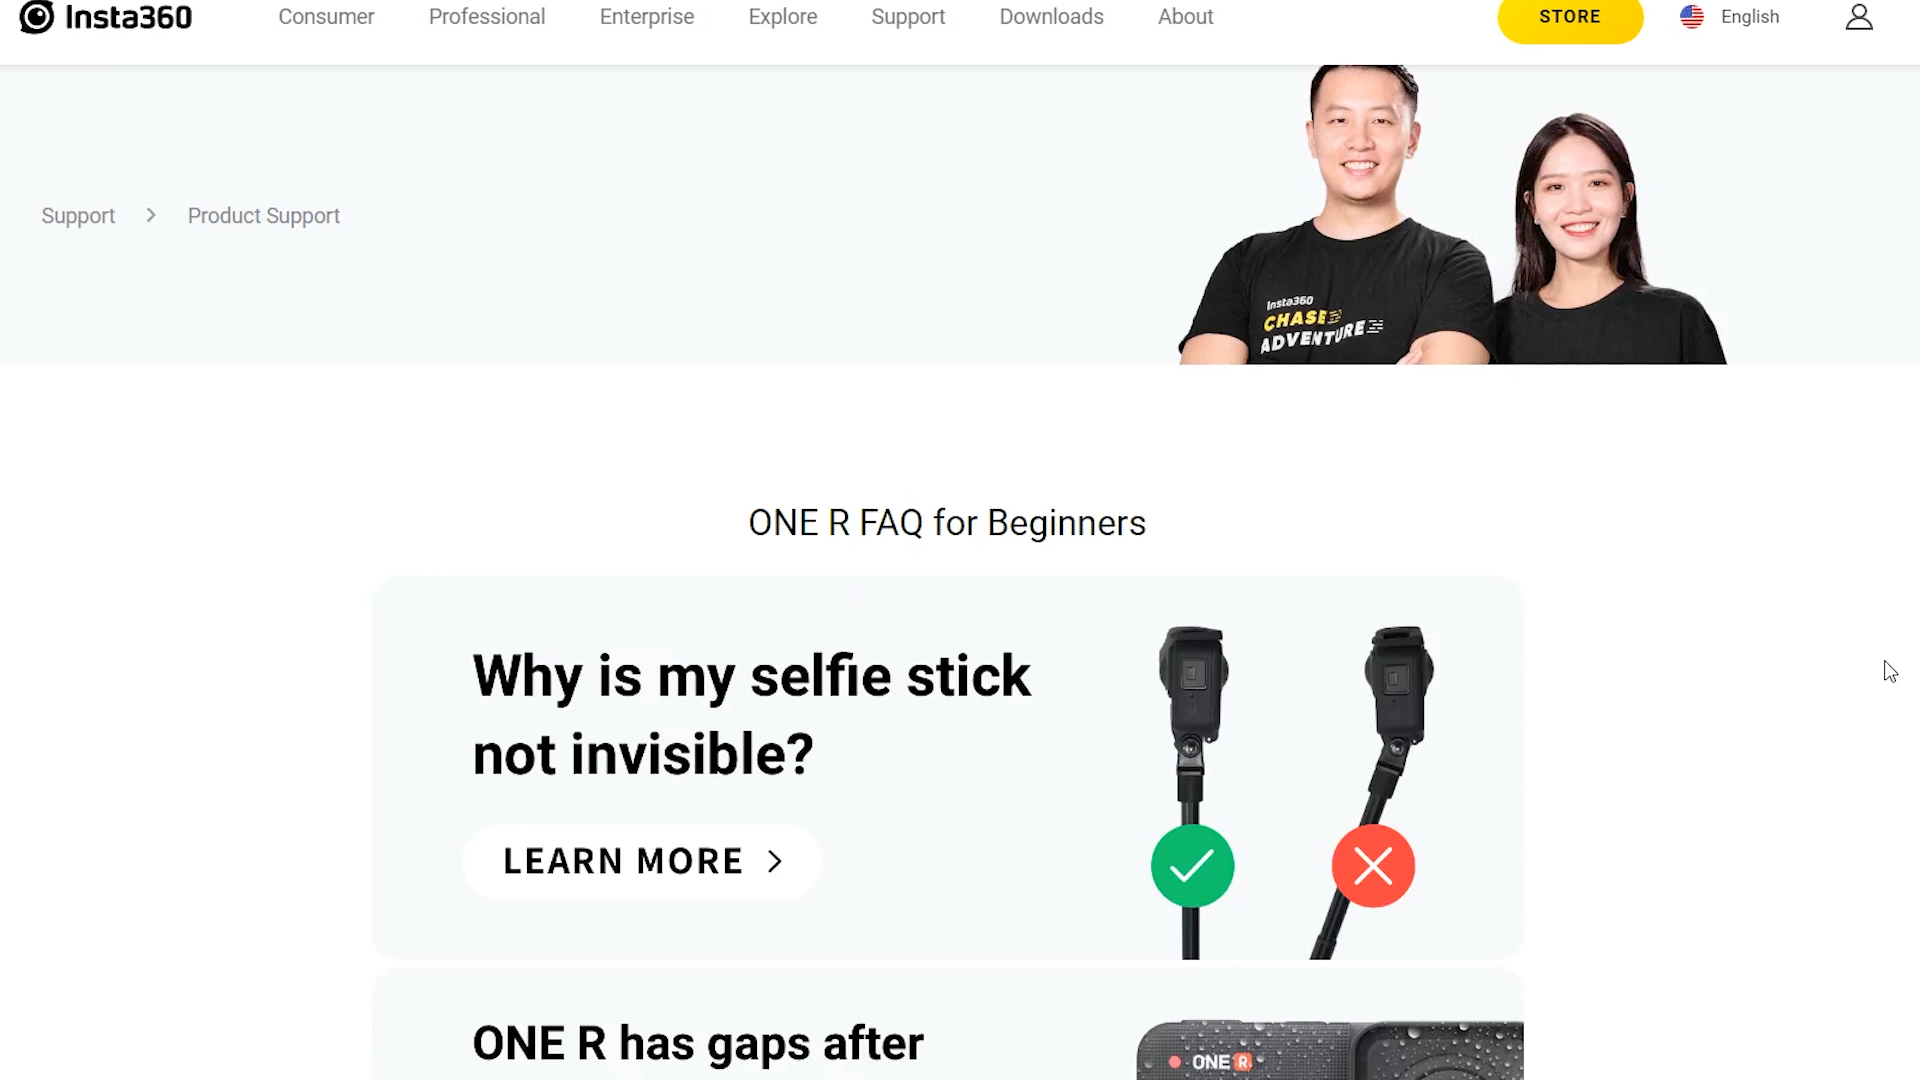 Insta360
Consumer
Professional
Enterprise
Explore
Support
Downloads
About
STORE
English
Support > Product Support
Insta360
CHASE
ADVENTURE
ONE R FAQ for Beginners
Why is my selfie stick
not invisible?
LEARN MORE >
ONE R has gaps after
ONE R